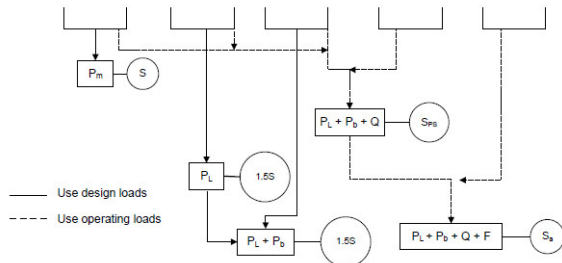 Pm
S
PL + Pb + Q
SPS
PL
1.5S
Use design loads
Use operating loads
PL + Pb
1.5S
PL + Pb + Q + F
Sa